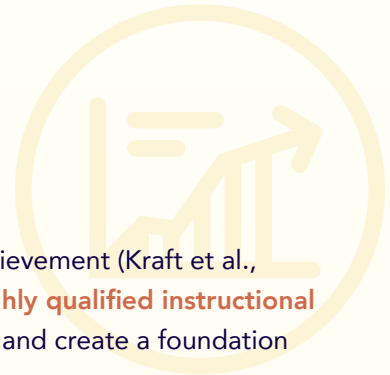 ievement (Kraft et al.,
hly qualified instructional
and create a foundation